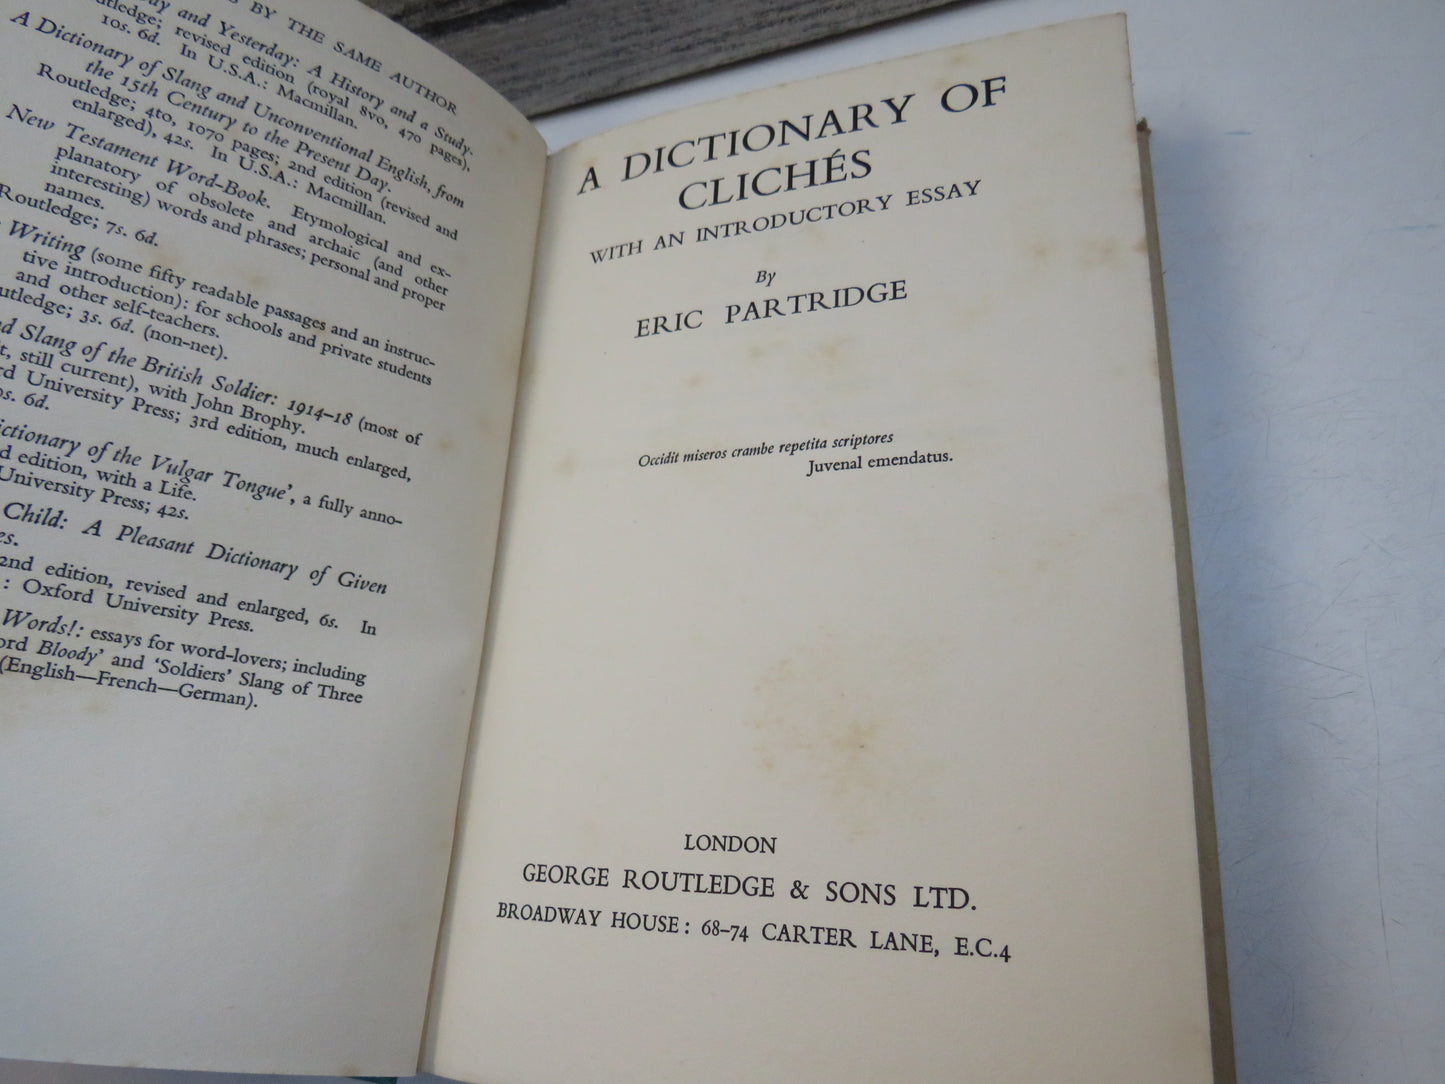 BY THE SAME AUTHOR
and Yesterday: A History and a Study.
revised edition (royal 8vo, 470 pages),
10s. 6d. In U.S.A.: Macmillan.
A Dictionary of Slang and Unconventional English, from
the 15th Century to the Present Day.
Routledge; 4to, 1070 pages; 2nd edition (revised and
enlarged), 42s. In U.S.A.: Macmillan.
New Testament Word-Book. Etymological and ex-
planatory of obsolete and archaic (and other
interesting) words and phrases; personal and proper
names.
Routledge; 7s. 6d.
Writing (some fifty readable passages and an instruc-
tive introduction): for schools and private students
and other self-teachers.
3s. 6d. (non-net).
Slang of the British Soldier: 1914–18 (most of
it, still current), with John Brophy.
University Press; 3rd edition, much enlarged,
6d.
of the Vulgar Tongue', a fully anno-
edition, with a Life.
University Press; 42s.
Child: A Pleasant Dictionary of Given
2nd edition, revised and enlarged, 6s. In
: Oxford University Press.
Words!: essays for word-lovers; including
Bloody' and 'Soldiers' Slang of Three
(English—French—German).
A DICTIONARY OF
CLICHÉS
WITH AN INTRODUCTORY ESSAY
By
ERIC PARTRIDGE
Occidit miseros crambe repetita scriptores
Juvenal emendatus.
LONDON
GEORGE ROUTLEDGE & SONS LTD.
BROADWAY HOUSE: 68–74 CARTER LANE, E.C.4